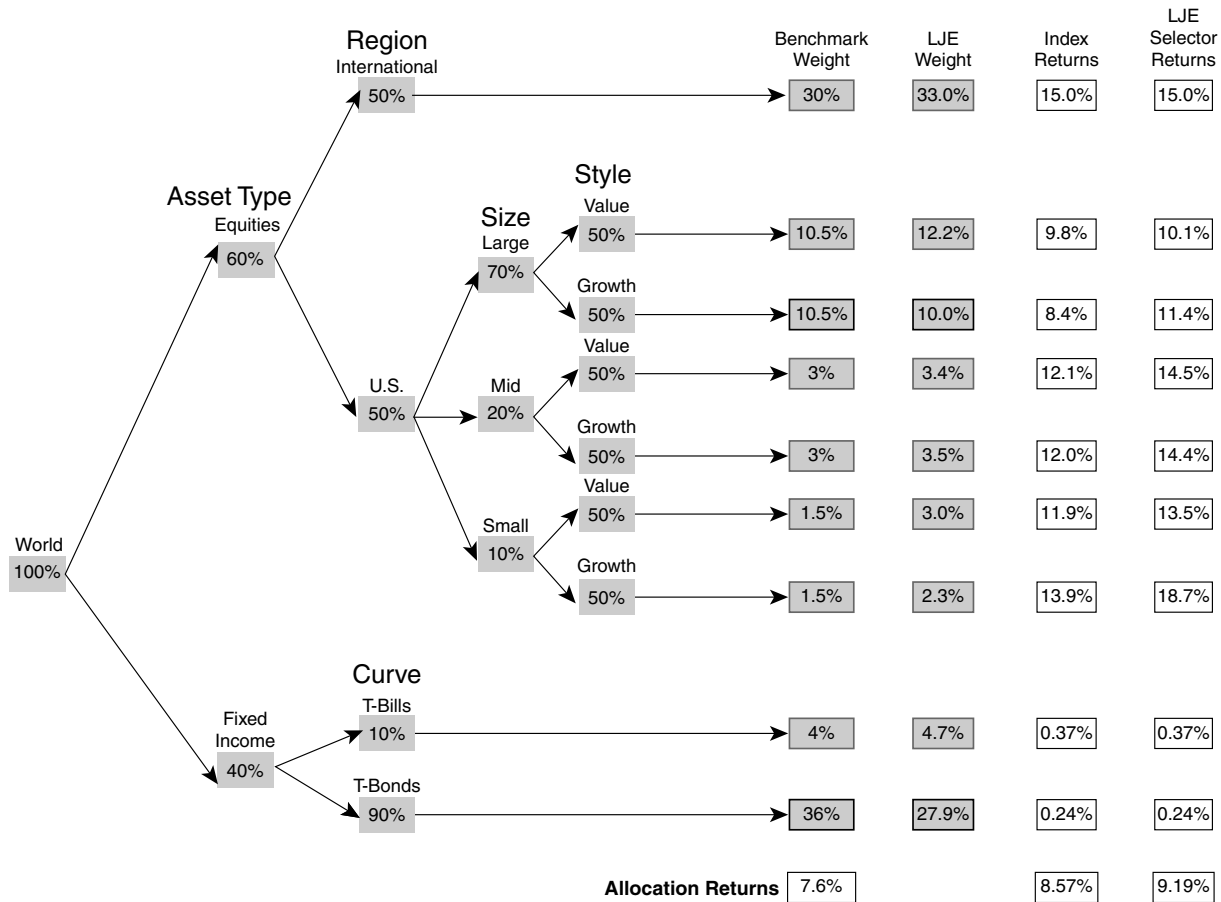 Region
International
50%
Benchmark
Weight
LJE
Weight
Index
Returns
LJE
Selector
Returns
30%
33.0%
15.0%
15.0%
Asset Type
Equities
60%
Size
Large
70%
Style
Value
50%
10.5%
12.2%
9.8%
10.1%
Growth
50%
10.5%
10.0%
8.4%
11.4%
U.S.
50%
Mid
20%
Value
50%
3%
3.4%
12.1%
14.5%
Growth
50%
3%
3.5%
12.0%
14.4%
World
100%
Small
10%
Value
50%
1.5%
3.0%
11.9%
13.5%
Growth
50%
1.5%
2.3%
13.9%
18.7%
Fixed
Income
40%
Curve
T-Bills
10%
4%
4.7%
0.37%
0.37%
T-Bonds
90%
36%
27.9%
0.24%
0.24%
Allocation Returns
7.6%
8.57%
9.19%